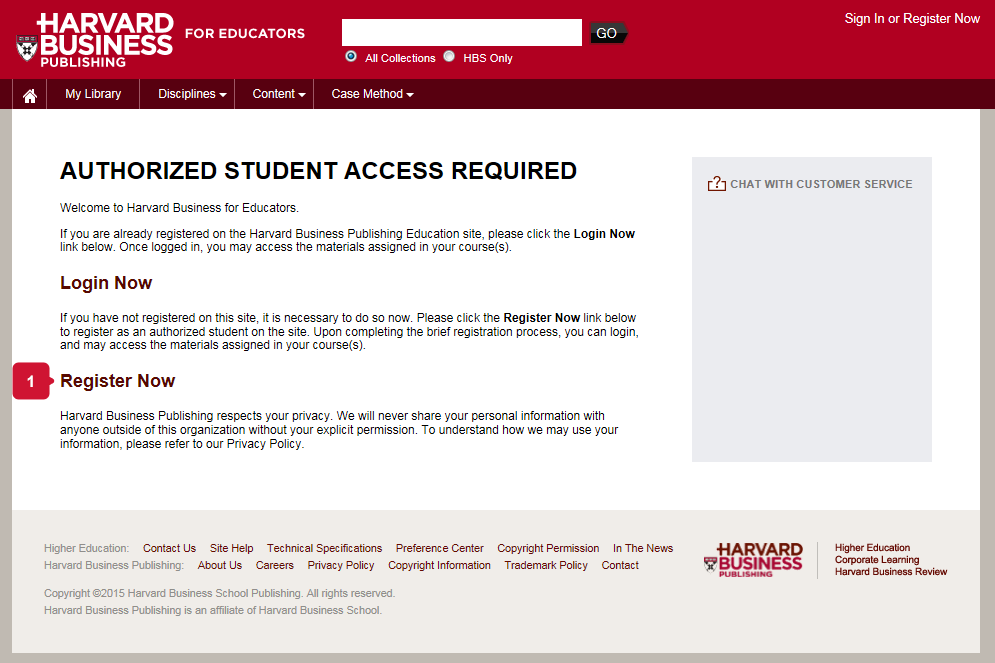 HARVARD
BUSINESS
PUBLISHING
FOR EDUCATORS
GO
All Collections HBS Only
Sign In or Register Now
My Library Disciplines Content Case Method
AUTHORIZED STUDENT ACCESS REQUIRED
Welcome to Harvard Business for Educators.
If you are already registered on the Harvard Business Publishing Education site, please click the Login Now
link below. Once logged in, you may access the materials assigned in your course(s).
Login Now
If you have not registered on this site, it is necessary to do so now. Please click the Register Now link below
to register as an authorized student on the site. Upon completing the brief registration process, you can login,
and may access the materials assigned in your course(s).
1 Register Now
Harvard Business Publishing respects your privacy. We will never share your personal information with
anyone outside of this organization without your explicit permission. To understand how we may use your
information, please refer to our Privacy Policy.
? CHAT WITH CUSTOMER SERVICE
Higher Education: Contact Us Site Help Technical Specifications Preference Center Copyright Permission In The News
Harvard Business Publishing: About Us Careers Privacy Policy Copyright Information Trademark Policy Contact
Copyright ©2015 Harvard Business School Publishing. All rights reserved.
Harvard Business Publishing is an affiliate of Harvard Business School.
HARVARD
BUSINESS
PUBLISHING
Higher Education
Corporate Learning
Harvard Business Review